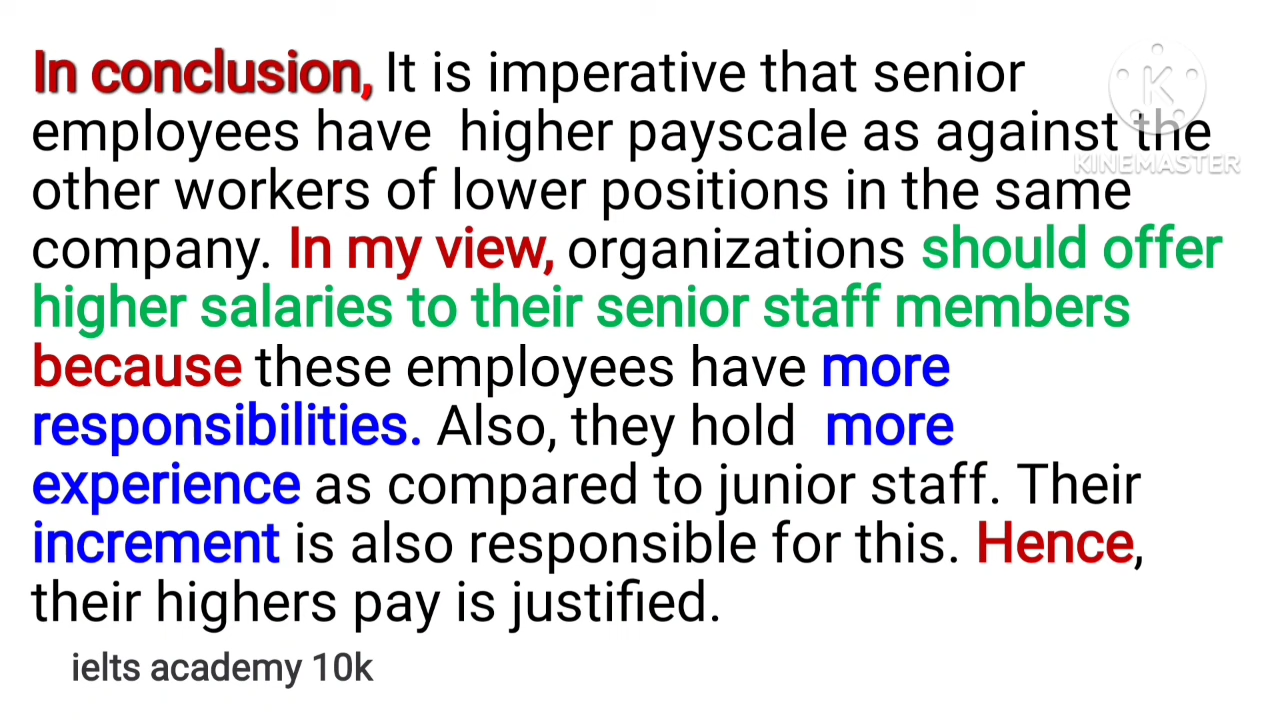 In conclusion, It is imperative that senior
employees have higher payscale as against the
other workers of lower positions in the same
company. In my view, organizations should offer
higher salaries to their senior staff members
because these employees have more
responsibilities. Also, they hold more
experience as compared to junior staff. Their
increment is also responsible for this. Hence,
their highers pay is justified.
ielts academy 10k
K
KINEMASTER